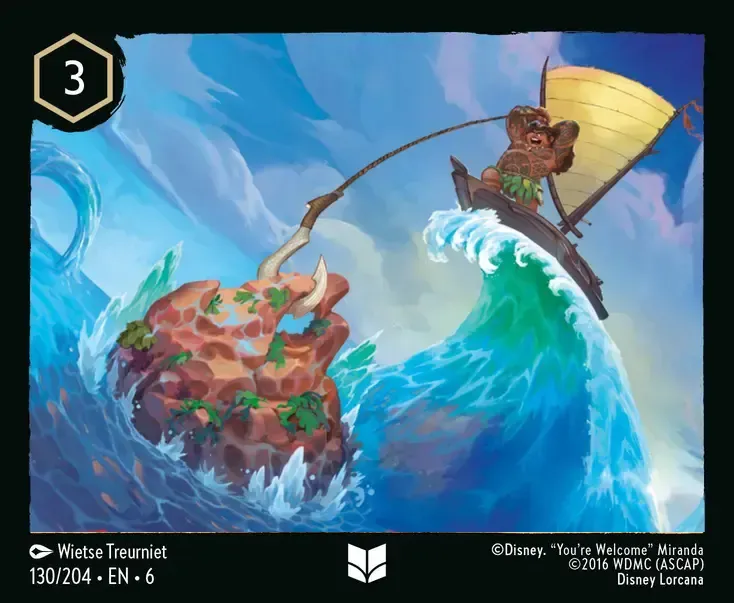 3
Wietse Treurniet
130/204 • EN • 6
©Disney. “You’re Welcome” Miranda
©2016 WDMC (ASCAP)
Disney Lorcana